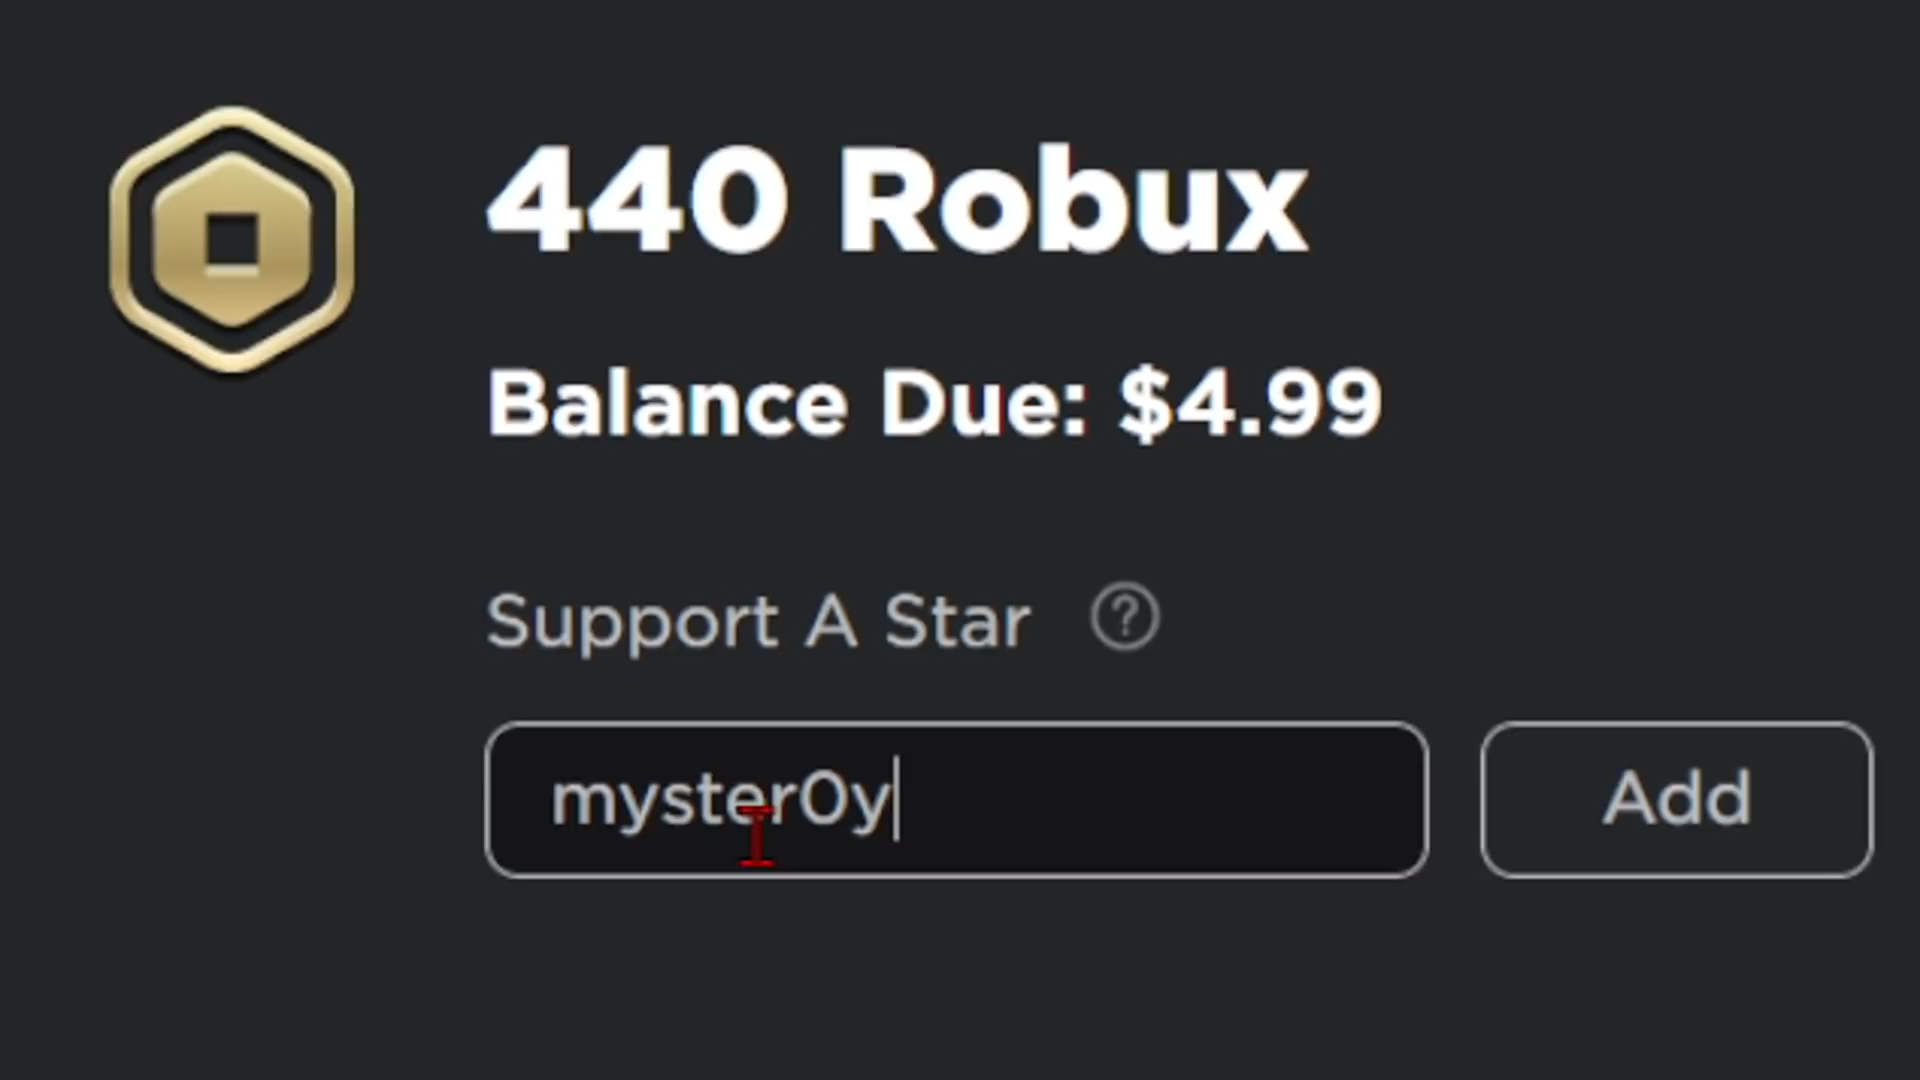 440 Robux
Balance Due: $4.99
Support A Star ?
myster0y
Add